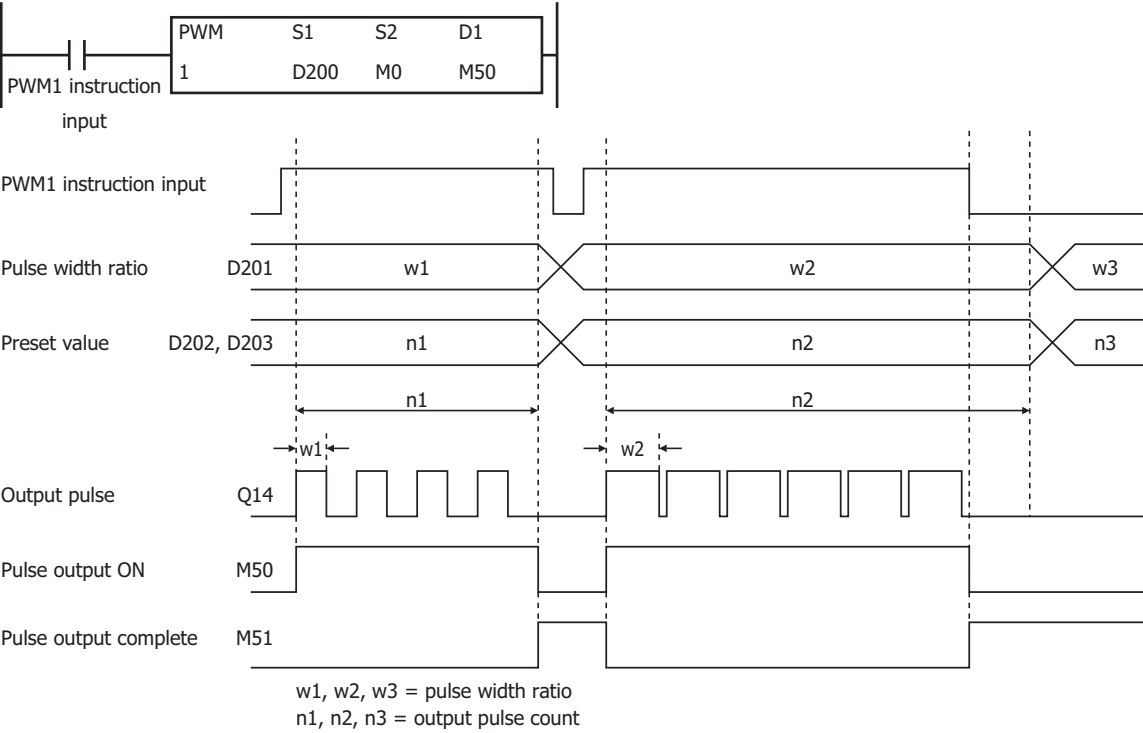 PWM S1 S2 D1
1 D200 M0 M50
PWM1 instruction
input
PWM1 instruction input
Pulse width ratio D201 w1 w2 w3
Preset value D202, D203 n1 n2 n3
n1 n2
w1 w2
Output pulse Q14
Pulse output ON M50
Pulse output complete M51
w1, w2, w3 = pulse width ratio
n1, n2, n3 = output pulse count